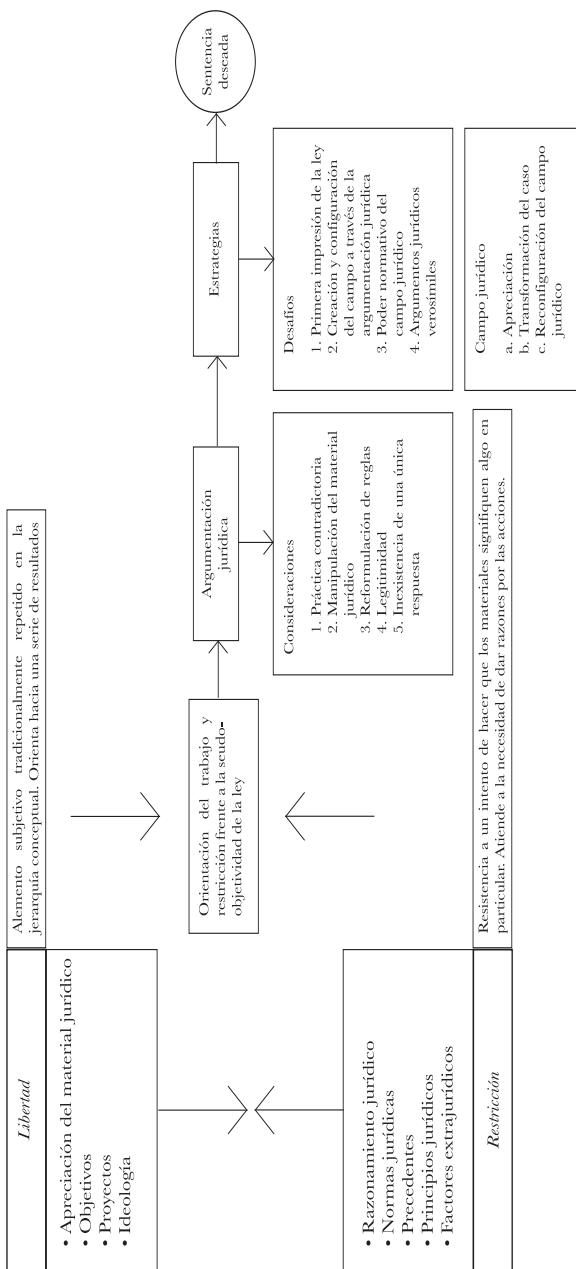 Libertad
• Apreciación del material jurídico
• Objetivos
• Proyectos
• Ideología
Alemento subjetivo tradicionalmente repetido en la
jerarquía conceptual. Orienta hacia una serie de resultados
• Razonamiento jurídico
• Normas jurídicas
• Precedentes
• Principios jurídicos
• Factores extrajurídicos
Restricción
Resistencia a un intento de hacer que los materiales signifiquen algo en
particular. Atiende a la necesidad de dar razones por las acciones.
Orientación del trabajo y
restricción frente a la seudo-
objetividad de la ley
Argumentación
jurídica
Consideraciones
1. Práctica contradictoria
2. Manipulación del material
jurídico
3. Reformulación de reglas
4. Legitimidad
5. Inexistencia de una única
respuesta
Estrategias
Desafíos
1. Primera impresión de la ley
2. Creación y configuración
del campo a través de la
argumentación jurídica
3. Poder normativo del
campo jurídico
4. Argumentos jurídicos
verosímiles
Campo jurídico
a. Apreciación
b. Transformación del caso
c. Reconfiguración del campo
jurídico
Sentencia
deseada